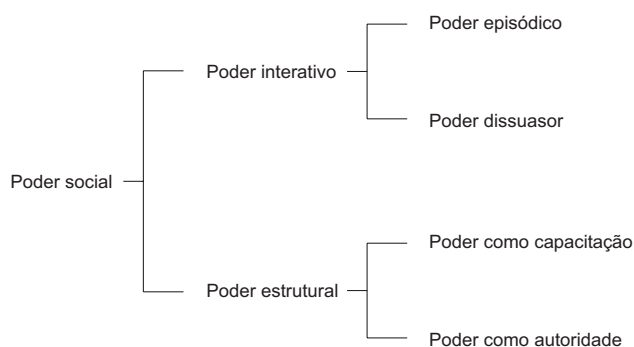 Poder episódico
Poder interativo
Poder dissuasor
Poder social
Poder como capacitação
Poder estrutural
Poder como autoridade